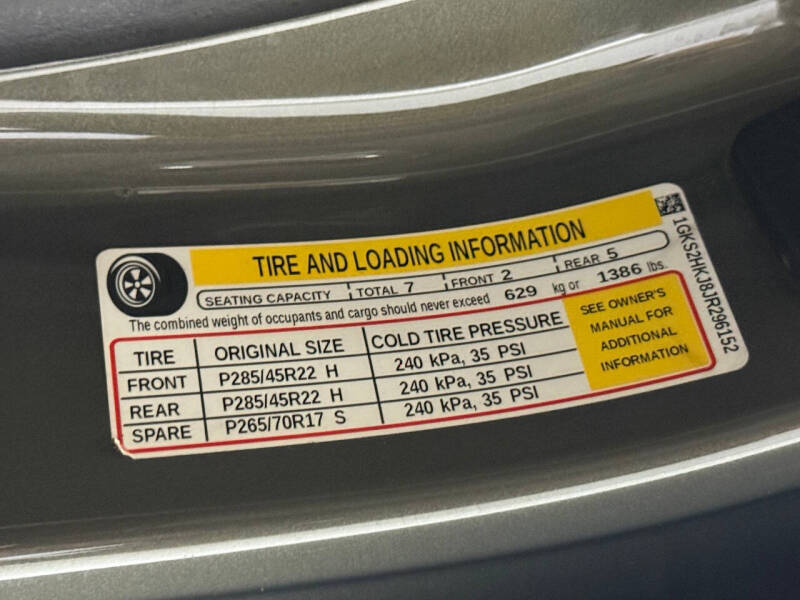 TIRE AND LOADING INFORMATION
SEATING CAPACITY TOTAL 7 FRONT 2 REAR 5
The combined weight of occupants and cargo should never exceed 629 kg or 1386 lbs.
TIRE ORIGINAL SIZE COLD TIRE PRESSURE
FRONT P285/45R22 H 240 kPa, 35 PSI
REAR P285/45R22 H 240 kPa, 35 PSI
SPARE P265/70R17 S 240 kPa, 35 PSI
SEE OWNER'S
MANUAL FOR
ADDITIONAL
INFORMATION
1GKS2HKJ8JR296152